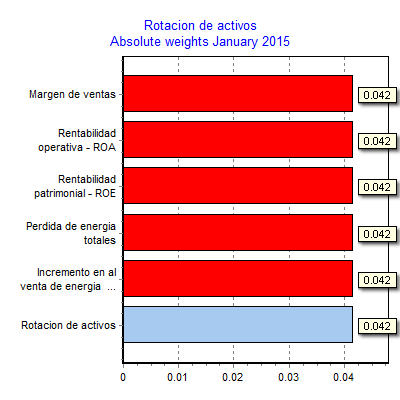 Rotacion de activos
Absolute weights January 2015
Margen de ventas
0.042
Rentabilidad
operativa - ROA
0.042
Rentabilidad
patrimonial - ROE
0.042
Perdida de energia
totales
0.042
Incremento en al
venta de energia ...
0.042
Rotacion de activos
0.042
0 0.01 0.02 0.03 0.04